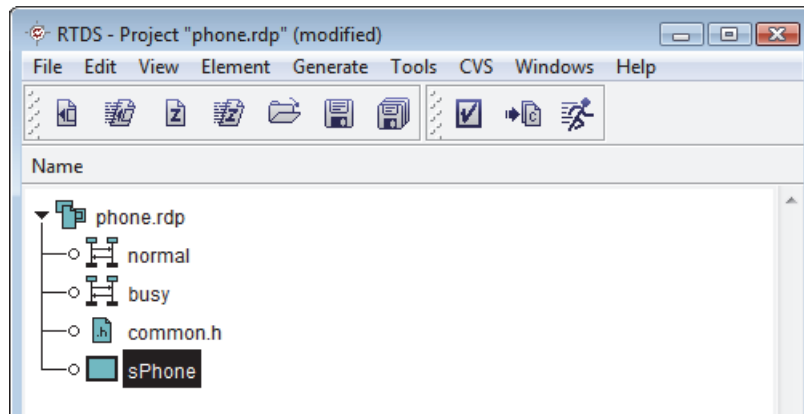 RTDS - Project "phone.rdp" (modified)
File Edit View Element Generate Tools CVS Windows Help
Name
phone.rdp
normal
busy
.h common.h
sPhone